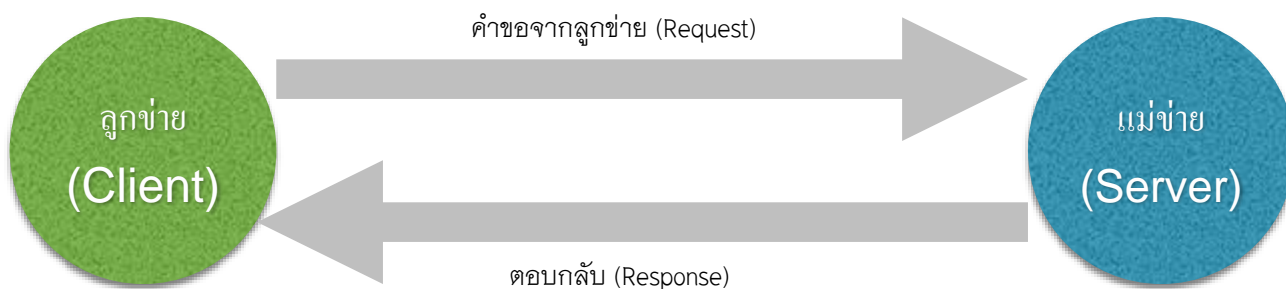 คำขอจากลูกข่าย (Request)
ลูกข่าย
(Client)
แม่ข่าย
(Server)
ตอบกลับ (Response)